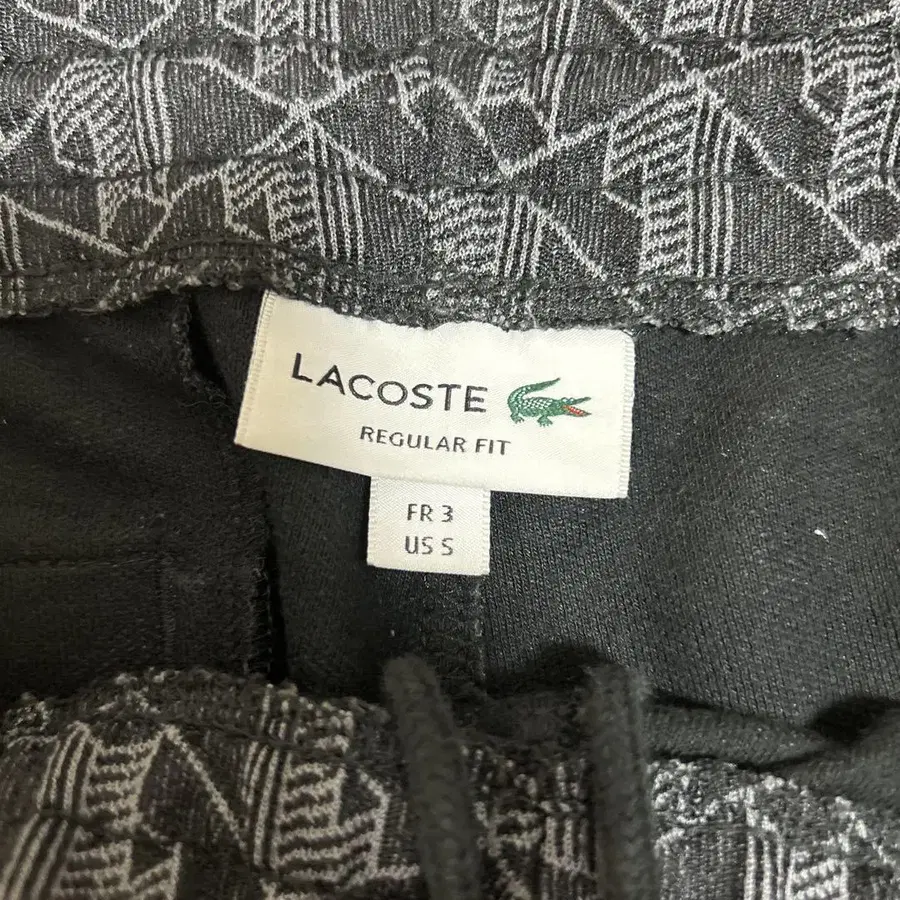 LACOSTE
REGULAR FIT
FR 3
US S